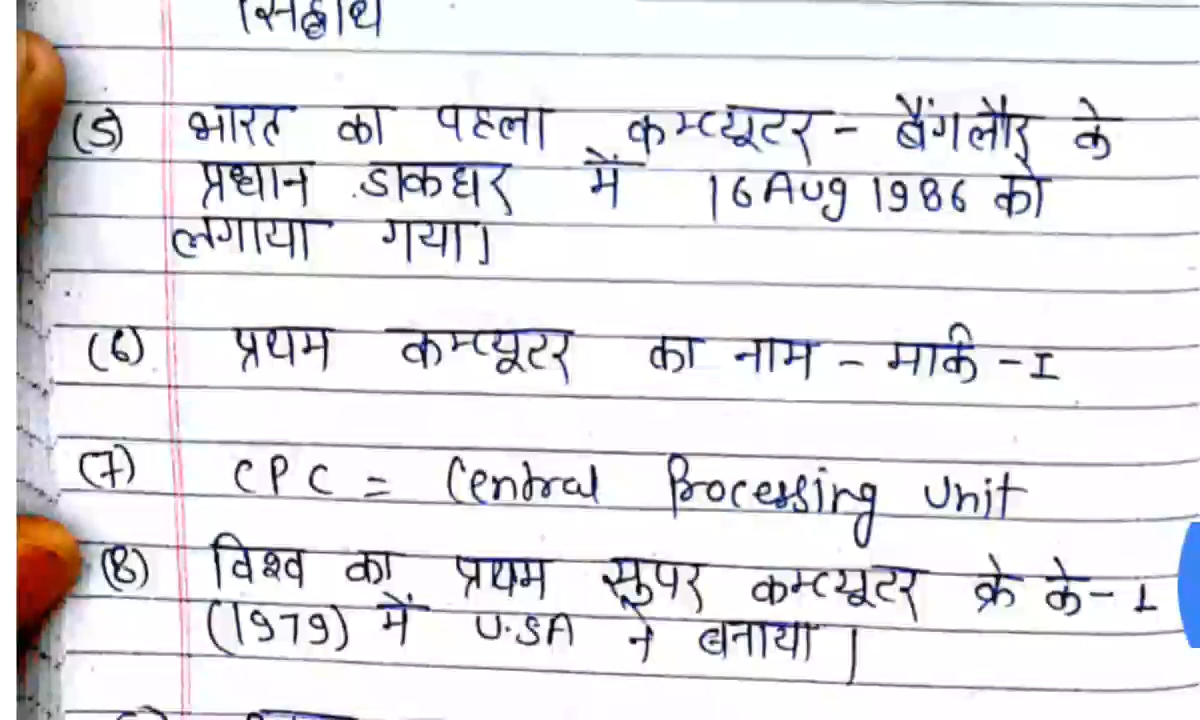 सिद्धार्थ
(5) भारत का पहला कम्प्यूटर - बैंगलौर के
प्रधान डाकघर में 16 Aug 1986 को
लगाया गया।
(6) प्रथम कम्प्यूटर का नाम - मार्क - I
(7) CPC = Central Processing Unit
(8) विश्व का प्रथम सुपर कम्प्यूटर क्रे के - I
(1979) में U.SA ने बनाया।